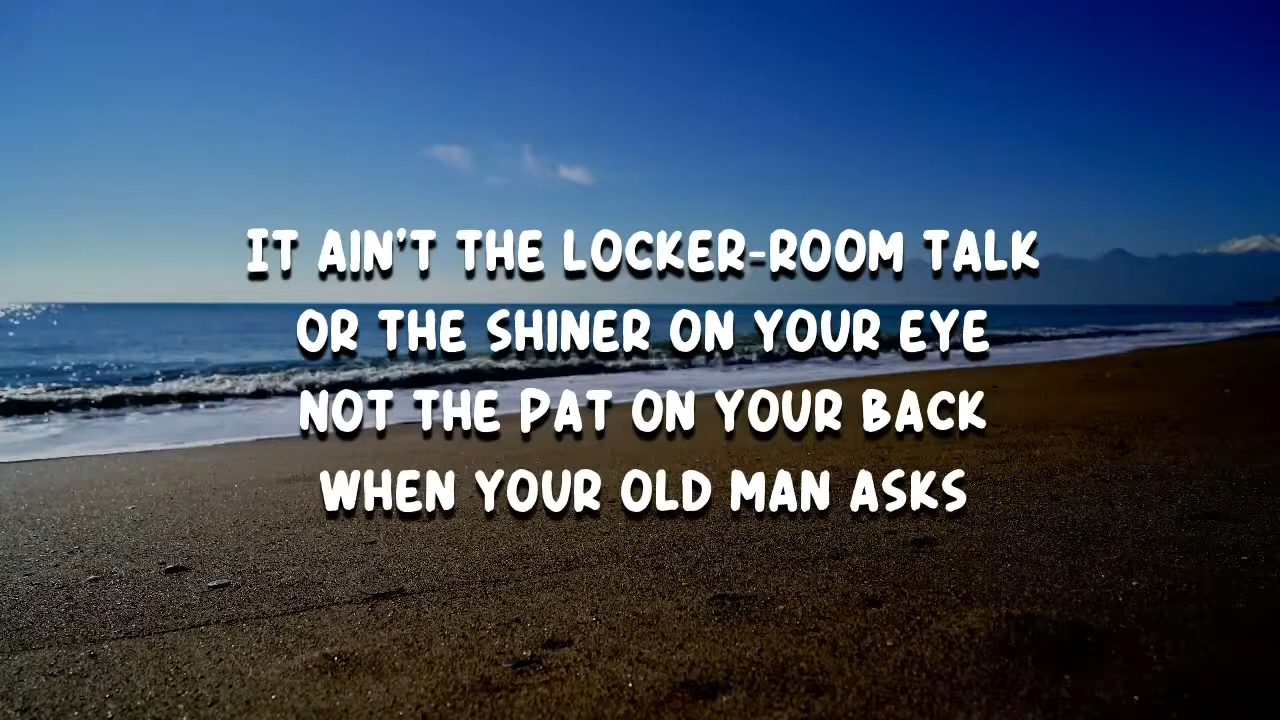 IT AIN'T THE LOCKER-ROOM TALK
OR THE SHINER ON YOUR EYE
NOT THE PAT ON YOUR BACK
WHEN YOUR OLD MAN ASKS